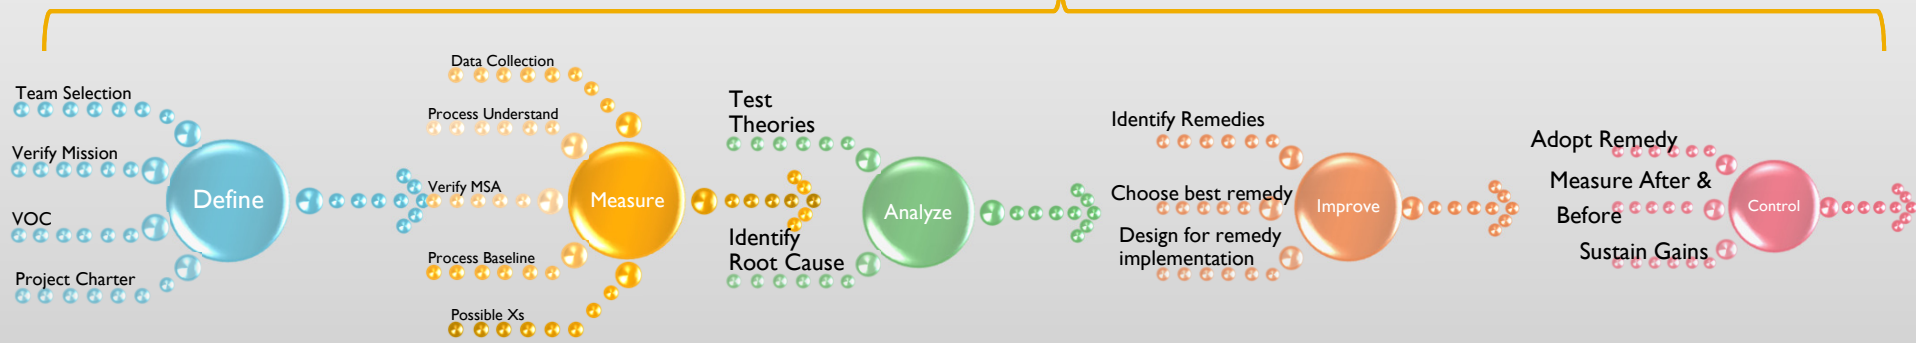 Team Selection
Verify Mission
VOC
Project Charter
Define
Data Collection
Process Understand
Verify MSA
Process Baseline
Possible Xs
Measure
Test
Theories
Identify
Root Cause
Analyze
Identify Remedies
Choose best remedy
Design for remedy
implementation
Improve
Adopt Remedy
Measure After &
Before
Sustain Gains
Control